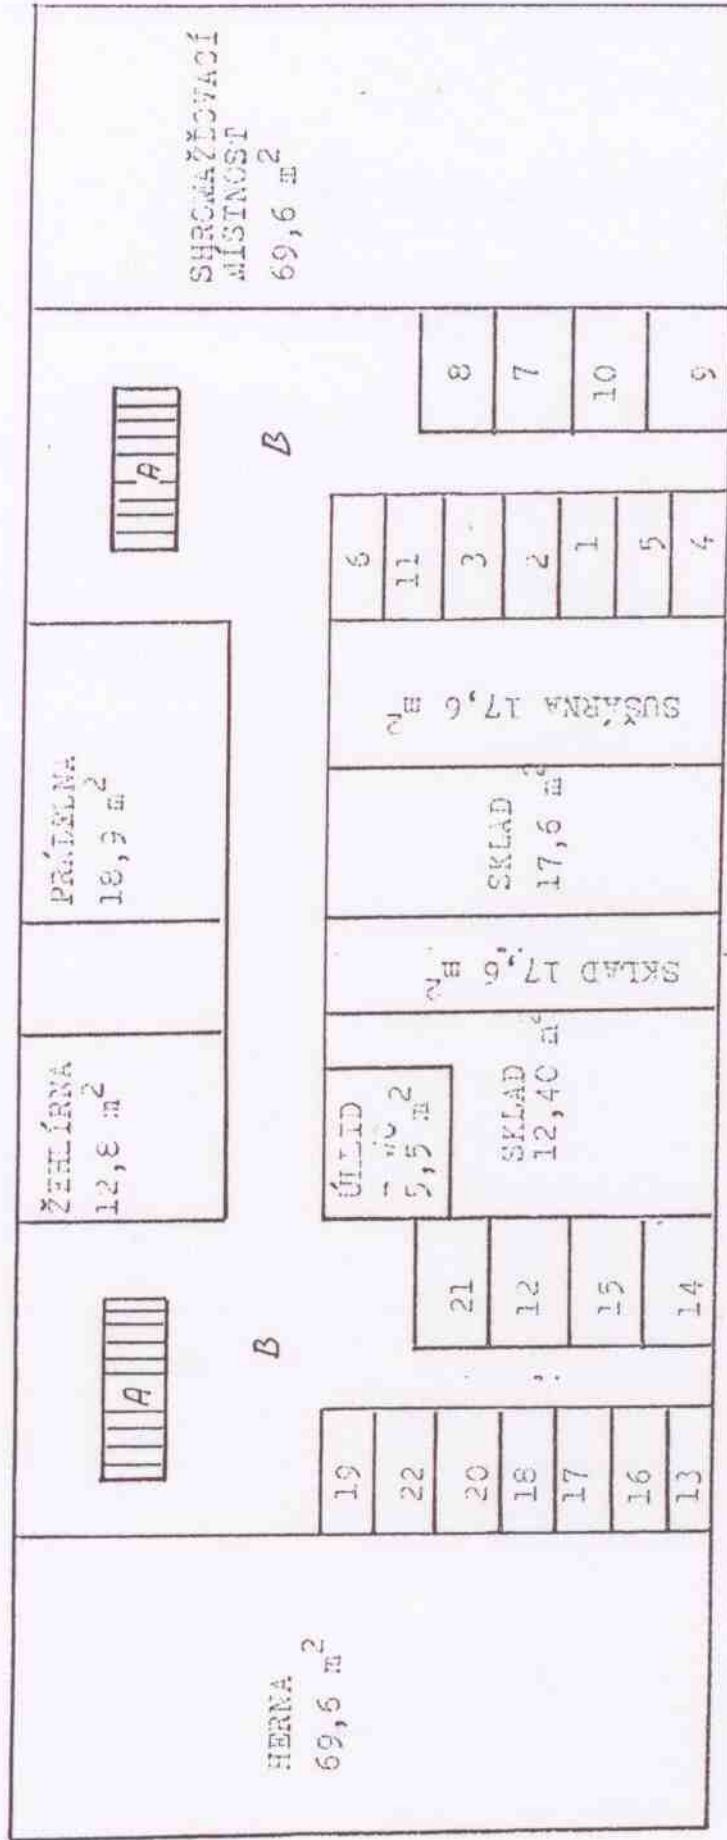 HERNA
69,6 m²
A
B
19
22
20
18
17
16
13
21
12
15
14
ŽEHLÍRNA
12,8 m²
PRÁDELNA
18,9 m²
ÚKLID
5,5 m²
SKLAD
12,40 m²
SKLAD 17,6 m²
SKLAD
17,6 m²
SUŠÁRNA 17,6 m²
A
B
6
11
3
2
1
5
4
8
7
10
9
SHROMAŽĎOVACÍ
MÍSTNOST
69,6 m²